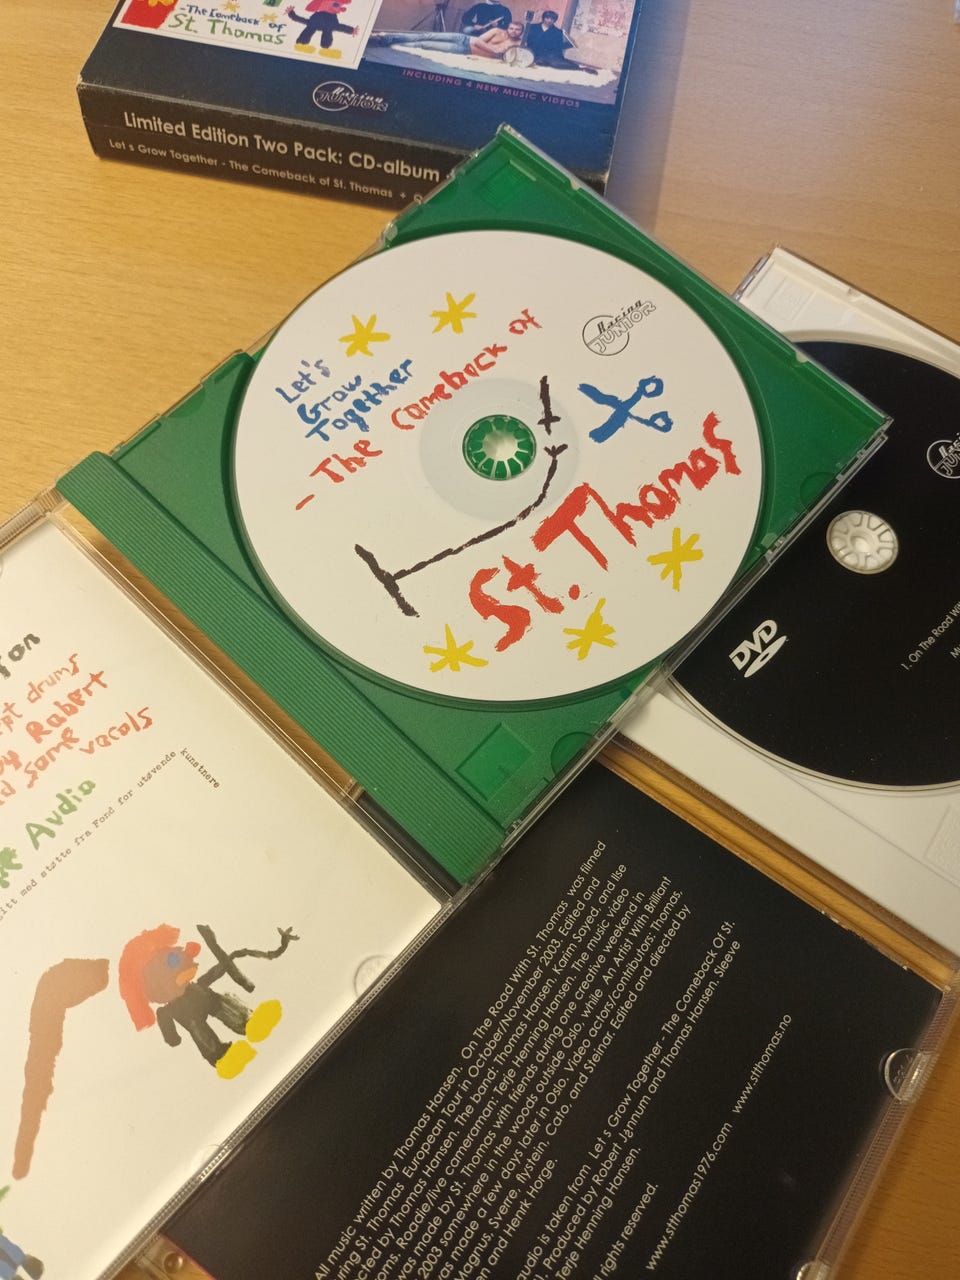 -The Comeback of
St. Thomas
INCLUDING 4 NEW MUSIC VIDEOS
Racing
JUNIOR
Limited Edition Two Pack: CD-album
Let s Grow Together - The Comeback of St. Thomas +
Let's
Grow
Together
- The Comeback of
St. Thomas
Racing
JUNIOR
DVD
1. On The Road
drums
by Robert
some
vocals
Audio
med støtte fra Fond for utøvende
kunstnere
All music written by Thomas Hansen. On The Road With St. Thomas was filmed
St. Thomas European Tour in October/November 2003. Edited and
by Thomas Hansen. The band: Thomas Hansen, Karim Sayed, and Ilse
Roadie/live cameraman: Terje Henning Hansen. The music video
was made by St. Thomas with friends during one creative weekend in
2003 somewhere in the woods outside Oslo, while An Artist With Brilliant
made a few days later in Oslo. Video actors/contributors: Thomas,
Magnus, Sverre, Cato, and Steinar. Edited and directed by
and Henrik Horge.
audio is taken from Let s Grow Together - The Comeback Of St.
Produced by Robert Jønnum and Thomas Hansen. Sleeve
Terje Henning Hansen.
rights reserved.
www.stthomas1976.com www.stthomas.no